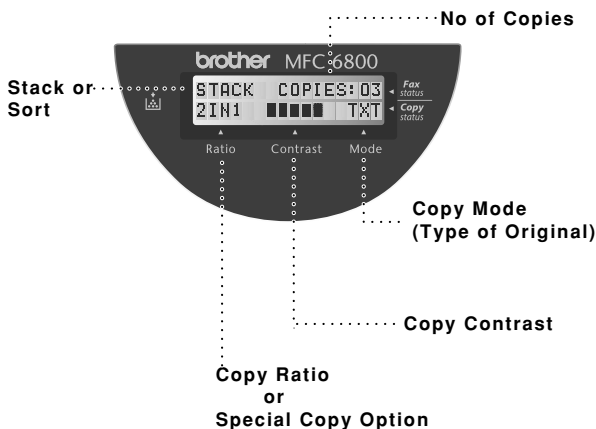 No of Copies
brother MFC 6800
Stack or
Sort
STACK COPIES:03
Fax
status
2IN1 TXT
Copy
status
Ratio Contrast Mode
Copy Mode
(Type of Original)
Copy Contrast
Copy Ratio
or
Special Copy Option